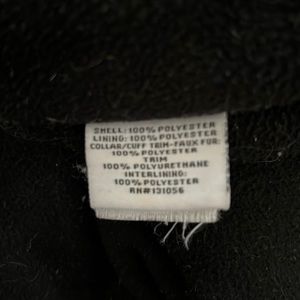 SHELL: 100% POLYESTER
LINING: 100% POLYESTER
COLLAR/CUFF TRIM-FAUX FUR:
100% POLYESTER
TRIM
100% POLYURETHANE
INTERLINING:
100% POLYESTER
RN#131056